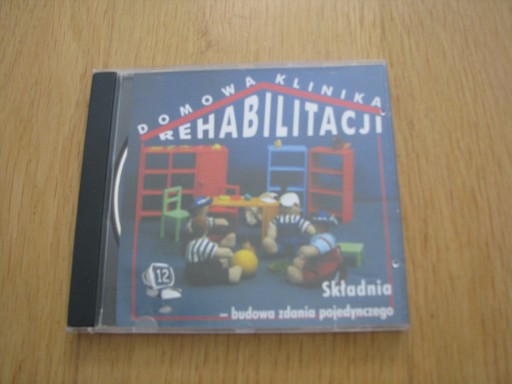 DOMOWA KLINIKA
REHABILITACJI
12
Składnia
– budowa zdania pojedynczego